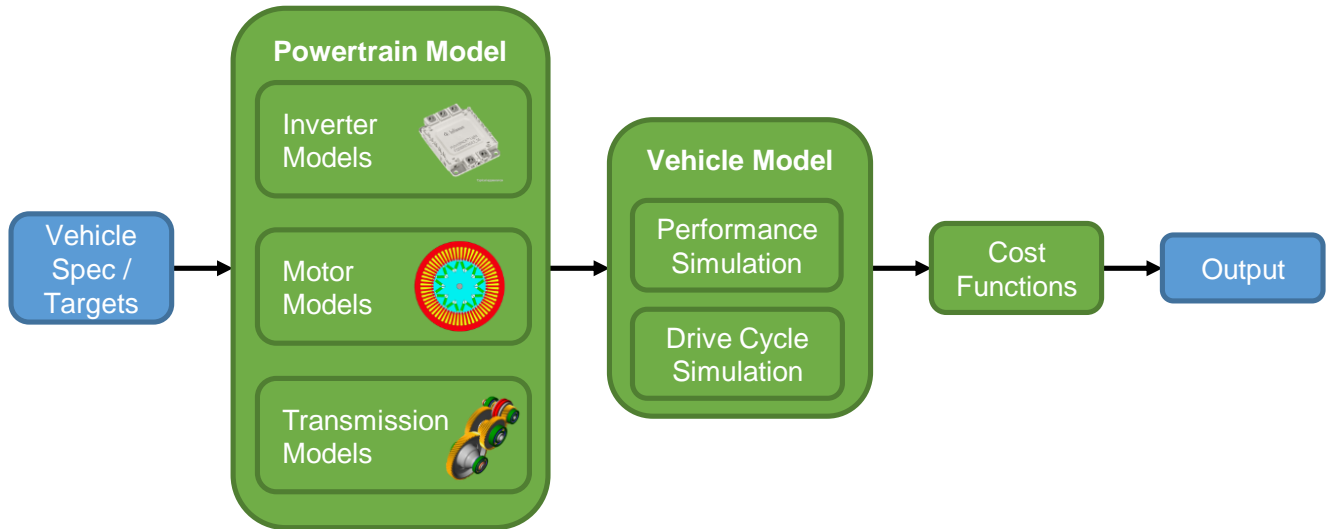 Powertrain Model
Inverter
Models
Motor
Models
Transmission
Models
Vehicle
Spec /
Targets
Vehicle Model
Performance
Simulation
Drive Cycle
Simulation
Cost
Functions
Output